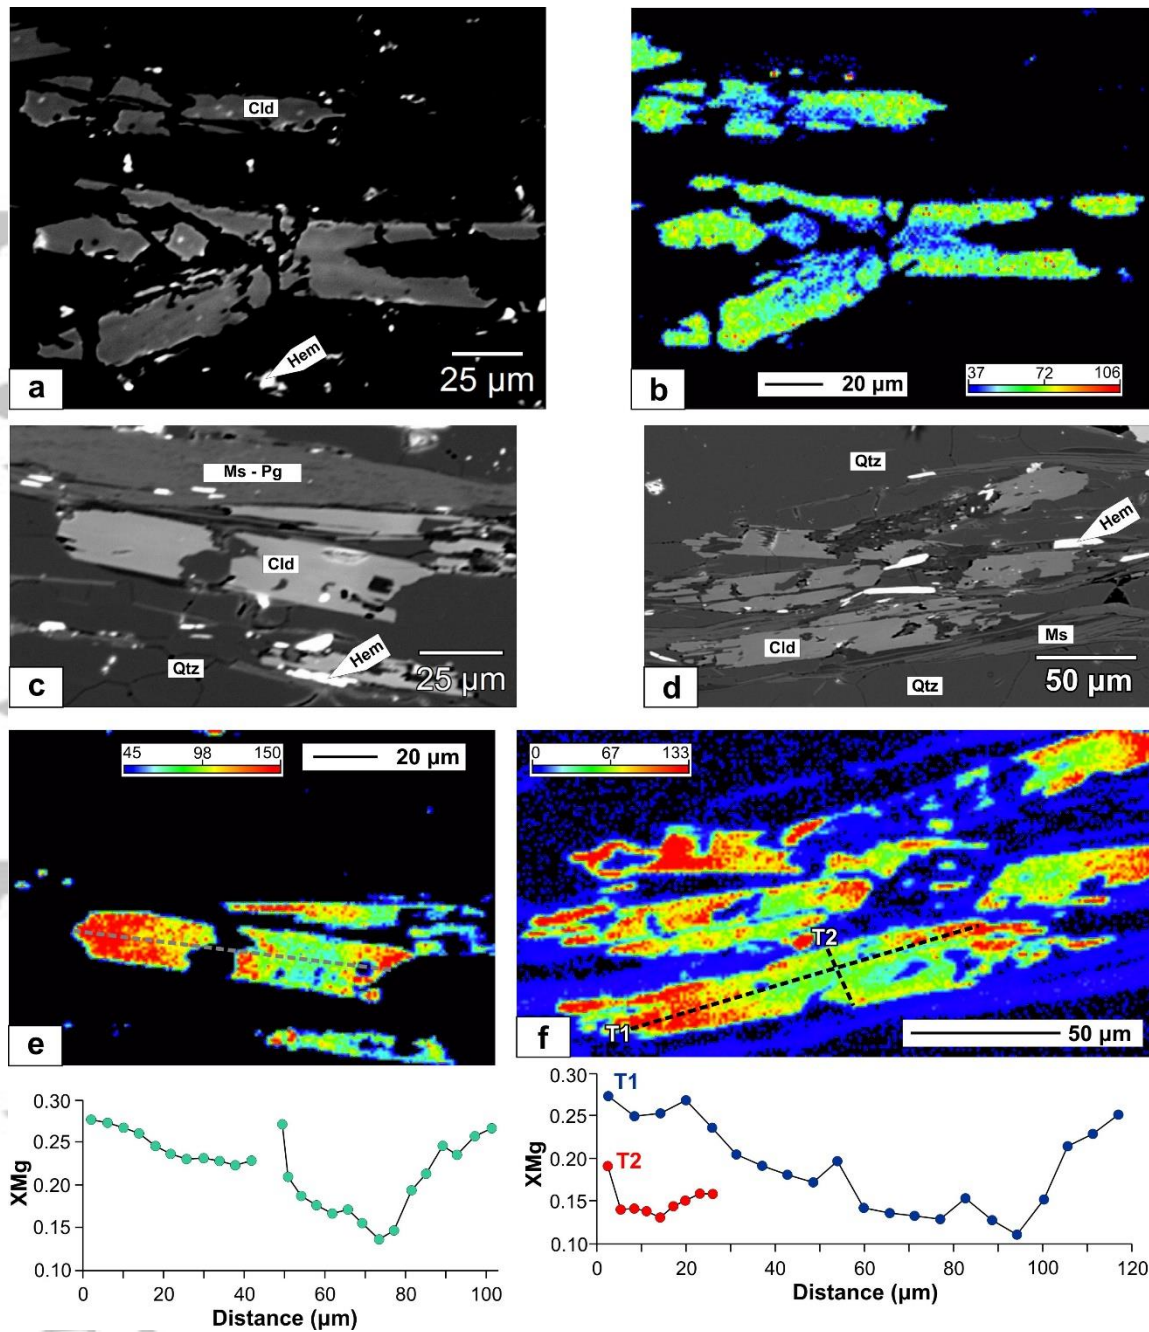 Cld
Hem
a
25 µm
b
20 µm
37 72 106
Ms - Pg
Cld
Hem
Qtz
c
25 µm
Qtz
Hem
Cld
Ms
Qtz
d
50 µm
45 98 150
20 µm
e
0 67 133
T2
T1
f
50 µm
0.30
0.25
0.20
0.15
0.10
XMg
0 20 40 60 80 100
Distance (µm)
0.30
0.25
0.20
0.15
0.10
XMg
T1
T2
0 20 40 60 80 100 120
Distance (µm)